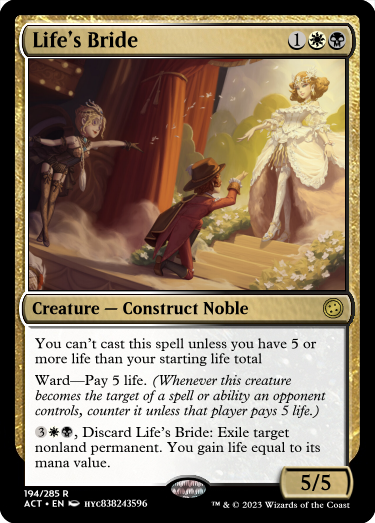 Life's Bride 1
Creature — Construct Noble
You can't cast this spell unless you have 5 or
more life than your starting life total
Ward—Pay 5 life. (Whenever this creature
becomes the target of a spell or ability an opponent
controls, counter it unless that player pays 5 life.)
3, Discard Life's Bride: Exile target
nonland permanent. You gain life equal to its
mana value.
5/5
194/285 R
ACT • EN HYC838243596
™ & © 2023 Wizards of the Coast